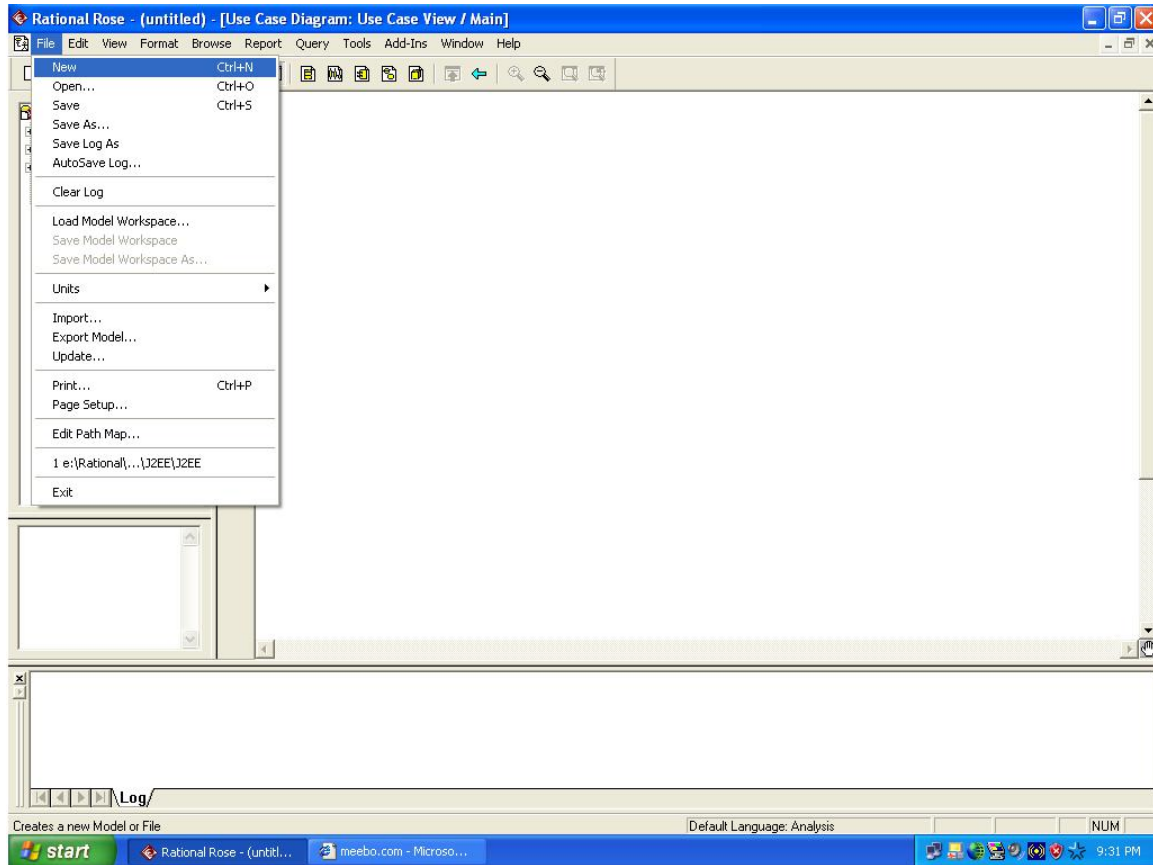 Rational Rose - (untitled) - [Use Case Diagram: Use Case View / Main]
File Edit View Format Browse Report Query Tools Add-Ins Window Help
New Ctrl+N
Open... Ctrl+O
Save Ctrl+S
Save As...
Save Log As
AutoSave Log...
Clear Log
Load Model Workspace...
Save Model Workspace
Save Model Workspace As...
Units
Import...
Export Model...
Update...
Print... Ctrl+P
Page Setup...
Edit Path Map...
1 e:\Rational\...\J2EE\J2EE
Exit
Log
Creates a new Model or File Default Language: Analysis NUM
start Rational Rose - (untitl... meebo.com - Microso... 9:31 PM